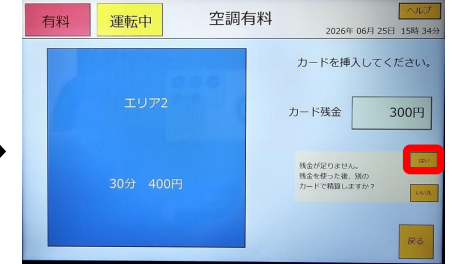 有料
運転中
空調有料
ヘルプ
2026年 06月 25日 15時 34分
カードを挿入してください。
エリア2
カード残金
300円
30分 400円
残金が足りません。
残金を使った後、別の
カードで精算しますか？
はい
いいえ
戻る